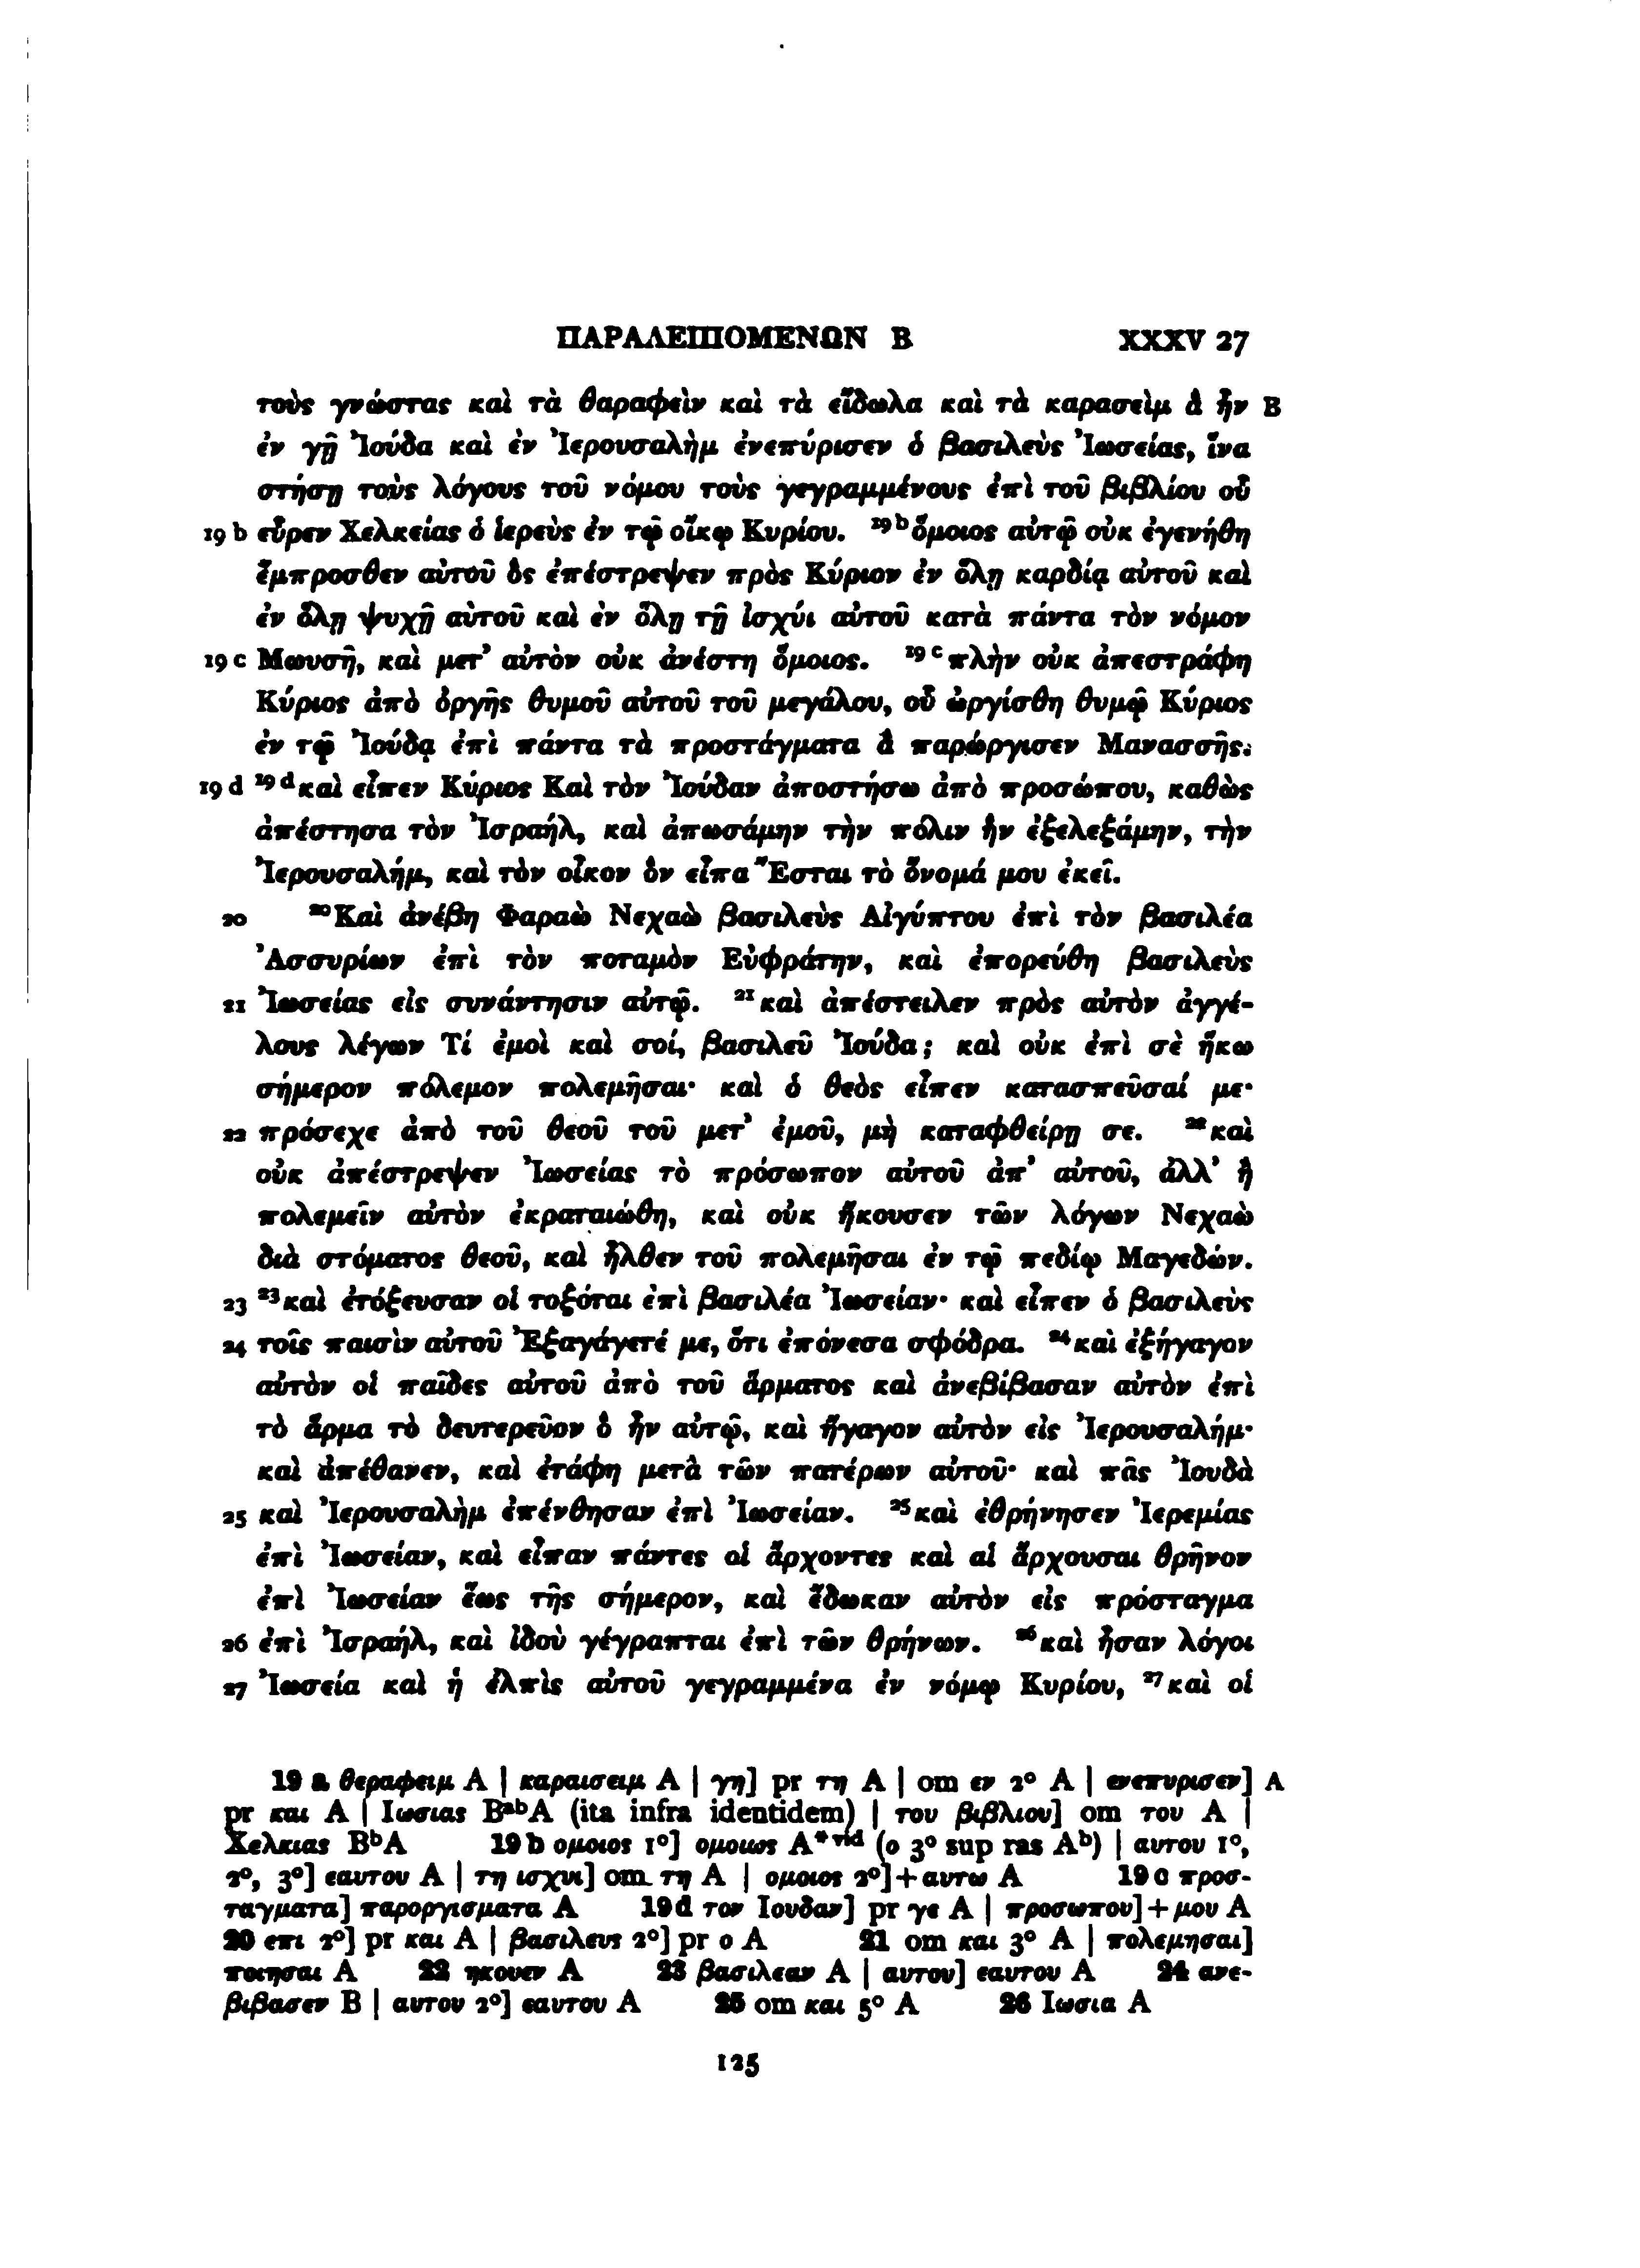 ΠΑΡΑΛΕΙΠΟΜΕΝΩΝ Β XXXV 27
τοὺς γνώστας καὶ τὰ θαραφεὶν καὶ τὰ εἴδωλα καὶ τὰ καρασεὶμ ἃ ἦν B
ἐν γῇ Ἰούδα καὶ ἐν Ἰερουσαλὴμ ἐνεπύρισεν ὁ βασιλεὺς Ἰωσείας, ἵνα
στήσῃ τοὺς λόγους τοῦ νόμου τοὺς γεγραμμένους ἐπὶ τοῦ βιβλίου οὗ
19 b εὗρεν Χελκείας ὁ ἱερεὺς ἐν τῷ οἴκῳ Κυρίου. 19 b ὅμοιος αὐτῷ οὐκ ἐγενήθη
ἔμπροσθεν αὐτοῦ ὃς ἐπέστρεψεν πρὸς Κύριον ἐν ὅλῃ καρδίᾳ αὐτοῦ καὶ
ἐν ὅλῃ ψυχῇ αὐτοῦ καὶ ἐν ὅλῃ τῇ ἰσχύι αὐτοῦ κατὰ πάντα τὸν νόμον
19 c Μωυσῆ, καὶ μετ’ αὐτὸν οὐκ ἀνέστη ὅμοιος. 19 c πλὴν οὐκ ἀπεστράφη
Κύριος ἀπὸ ὀργῆς θυμοῦ αὐτοῦ τοῦ μεγάλου, οὗ ὠργίσθη θυμῷ Κύριος
ἐν τῷ Ἰούδᾳ ἐπὶ πάντα τὰ προστάγματα ἃ παρώργισεν Μανασσῆς.
19 d 19 d καὶ εἶπεν Κύριος Καὶ τὸν Ἰούδαν ἀποστήσω ἀπὸ προσώπου, καθὼς
ἀπέστησα τὸν Ἰσραήλ, καὶ ἀπωσάμην τὴν πόλιν ἣν ἐξελεξάμην, τὴν
Ἰερουσαλήμ, καὶ τὸν οἶκον ὃν εἶπα Ἔσται τὸ ὄνομά μου ἐκεῖ.
20 20 Καὶ ἀνέβη Φαραὼ Νεχαὼ βασιλεὺς Αἰγύπτου ἐπὶ τὸν βασιλέα
Ἀσσυρίων ἐπὶ τὸν ποταμὸν Εὐφράτην, καὶ ἐπορεύθη βασιλεὺς
21 Ἰωσείας εἰς συνάντησιν αὐτῷ. 21 καὶ ἀπέστειλεν πρὸς αὐτὸν ἀγγέ-
λους λέγων Τί ἐμοὶ καὶ σοί, βασιλεῦ Ἰούδα; καὶ οὐκ ἐπὶ σὲ ἥκω
σήμερον πόλεμον πολεμῆσαι· καὶ ὁ θεὸς εἶπεν κατασπεῦσαί με·
22 πρόσεχε ἀπὸ τοῦ θεοῦ τοῦ μετ’ ἐμοῦ, μὴ καταφθείρῃ σε. 22 καὶ
οὐκ ἀπέστρεψεν Ἰωσείας τὸ πρόσωπον αὐτοῦ ἀπ’ αὐτοῦ, ἀλλ’ ἢ
πολεμεῖν αὐτὸν ἐκραταιώθη, καὶ οὐκ ἤκουσεν τῶν λόγων Νεχαὼ
διὰ στόματος θεοῦ, καὶ ἦλθεν τοῦ πολεμῆσαι ἐν τῷ πεδίῳ Μαγεδών.
23 23 καὶ ἐτόξευσαν οἱ τοξόται ἐπὶ βασιλέα Ἰωσείαν· καὶ εἶπεν ὁ βασιλεὺς
24 τοῖς παισὶν αὐτοῦ Ἐξαγάγετέ με, ὅτι ἐπόνεσα σφόδρα. 24 καὶ ἐξήγαγον
αὐτὸν οἱ παῖδες αὐτοῦ ἀπὸ τοῦ ἅρματος καὶ ἀνεβίβασαν αὐτὸν ἐπὶ
τὸ ἅρμα τὸ δευτερεῦον ὃ ἦν αὐτῷ, καὶ ἤγαγον αὐτὸν εἰς Ἰερουσαλήμ·
καὶ ἀπέθανεν, καὶ ἐτάφη μετὰ τῶν πατέρων αὐτοῦ· καὶ πᾶς Ἰουδὰ
25 καὶ Ἰερουσαλὴμ ἐπένθησαν ἐπὶ Ἰωσείαν. 25 καὶ ἐθρήνησεν Ἰερεμίας
ἐπὶ Ἰωσείαν, καὶ εἶπαν πάντες οἱ ἄρχοντες καὶ αἱ ἄρχουσαι θρῆνον
ἐπὶ Ἰωσείαν ἕως τῆς σήμερον, καὶ ἔδωκαν αὐτὸν εἰς πρόσταγμα
26 ἐπὶ Ἰσραήλ, καὶ ἰδοὺ γέγραπται ἐπὶ τῶν θρήνων. 26 καὶ ἦσαν λόγοι
27 Ἰωσεία καὶ ἡ ἐλπὶς αὐτοῦ γεγραμμένα ἐν νόμῳ Κυρίου, 27 καὶ οἱ
19 a θεραφειμ A | καραισειμ A | γη] pr τη A | om εν 2° A | ενεπυρισεν] A
pr και A | Ιωσιας BabA (ita infra identidem) | του βιβλιου] om του A |
Χελκιας BbA 19 b ομοιος 1°] ομοιως A*vid (ο 3° sup ras Ab) | αυτου 1°,
2°, 3°] εαυτου A | τη ισχυι] om τη A | ομοιος 2°]+αυτω A 19 c προσ-
ταγματα] παροργισματα A 19 d τον Ιουδαν] pr γε A | προσωπου]+μου A
20 επι 2°] pr και A | βασιλευς 2°] pr ο A 21 om και 3° A | πολεμησαι]
ποιησαι A 22 ηκουεν A 23 βασιλεαν A | αυτου] εαυτου A 24 ανε-
βιβασεν B | αυτου 2°] εαυτου A 25 om και 5° A 26 Ιωσια A
125